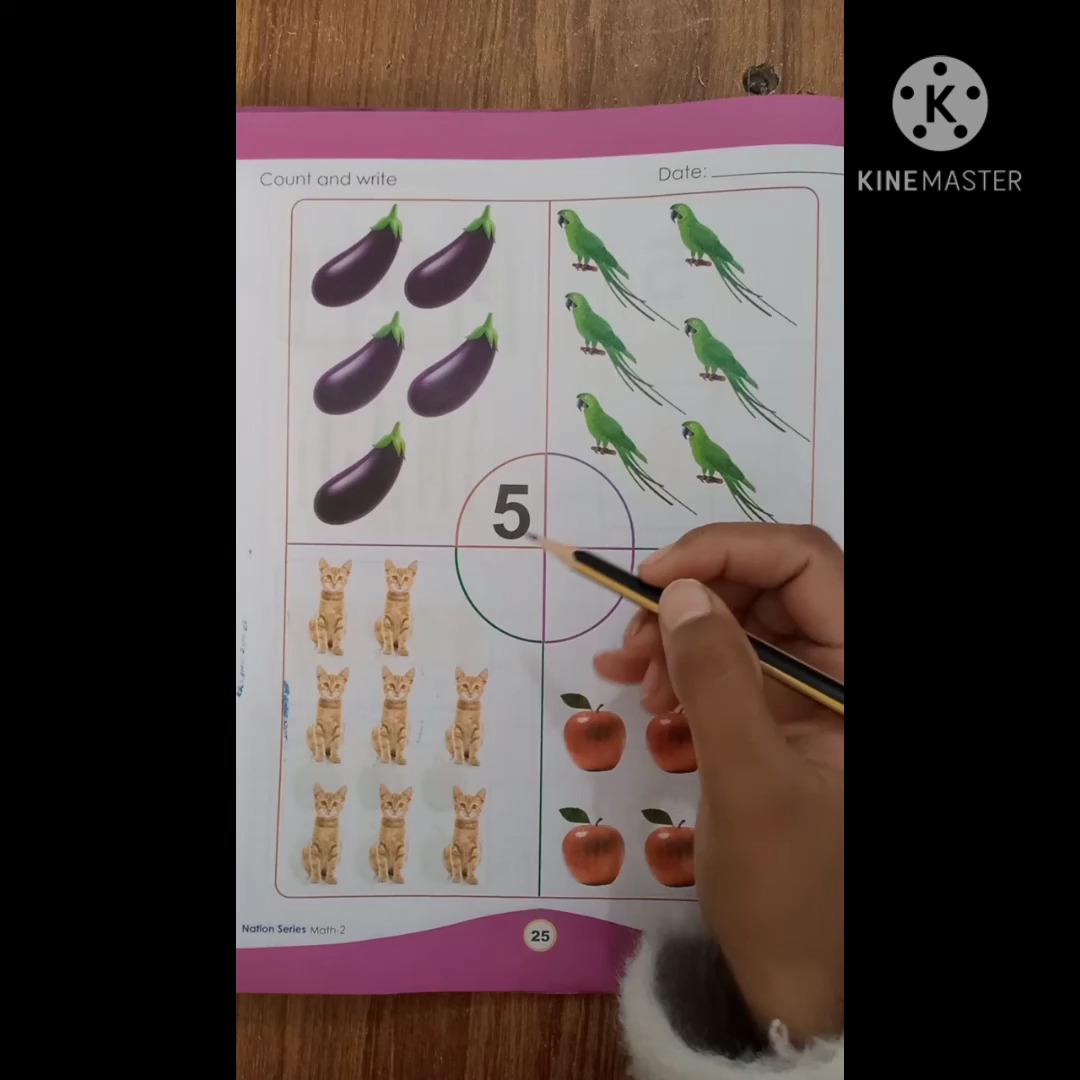 KINEMASTER
Count and write
Date:
5
Nation Series Math-2
25